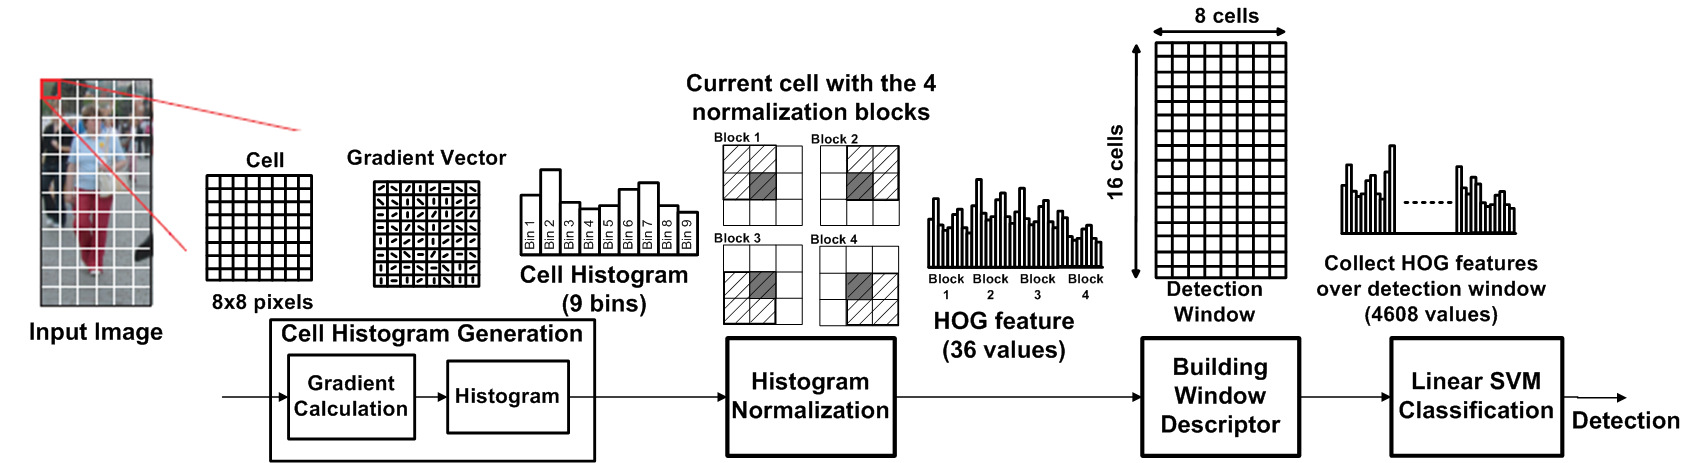 Input Image
Cell
8x8 pixels
Gradient Vector
Bin 1
Bin 2
Bin 3
Bin 4
Bin 5
Bin 6
Bin 7
Bin 8
Bin 9
Cell Histogram
(9 bins)
Current cell with the 4
normalization blocks
Block 1
Block 2
Block 3
Block 4
Block Block Block Block
1 2 3 4
HOG feature
(36 values)
8 cells
16 cells
Detection
Window
Collect HOG features
over detection window
(4608 values)
Cell Histogram Generation
Gradient
Calculation
Histogram
Histogram
Normalization
Building
Window
Descriptor
Linear SVM
Classification
Detection